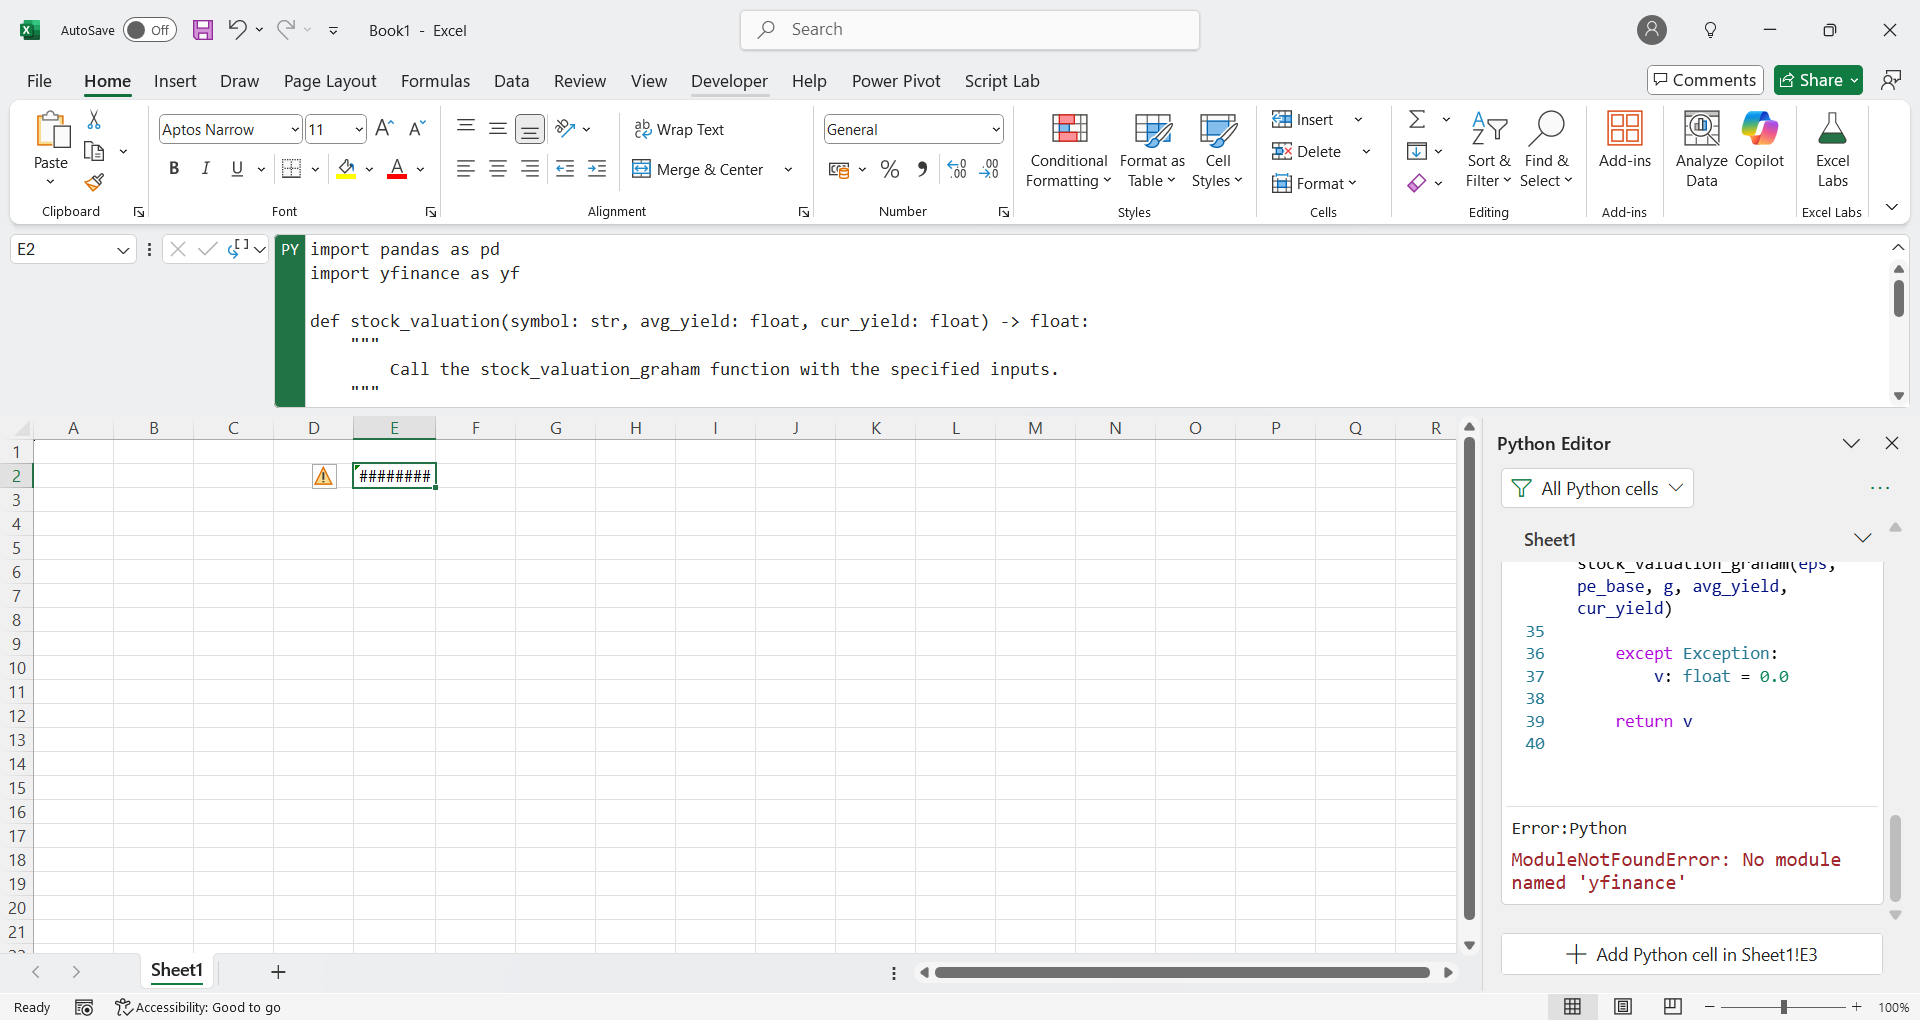 AutoSave Off Book1 - Excel Search
File Home Insert Draw Page Layout Formulas Data Review View Developer Help Power Pivot Script Lab Comments Share
Paste
Clipboard
Aptos Narrow 11
B I U A
Font
Wrap Text
Merge & Center
Alignment
General
Number
Conditional Formatting
Format as Table
Cell Styles
Styles
Insert
Delete
Format
Cells
Sort & Filter
Find & Select
Editing
Add-ins
Add-ins
Analyze Data
Copilot
Excel Labs
Excel Labs
E2
PY
import pandas as pd
import yfinance as yf
def stock_valuation(symbol: str, avg_yield: float, cur_yield: float) -> float:
"""
Call the stock_valuation_graham function with the specified inputs.
"""
A B C D E F G H I J K L M N O P Q R
1
2 ########
3
4
5
6
7
8
9
10
11
12
13
14
15
16
17
18
19
20
21
Python Editor
All Python cells
Sheet1
stock_valuation_graham(eps,
pe_base, g, avg_yield,
cur_yield)
35
36 except Exception:
37 v: float = 0.0
38
39 return v
40
Error:Python
ModuleNotFoundError: No module
named 'yfinance'
Add Python cell in Sheet1!E3
Sheet1
Ready Accessibility: Good to go 100%